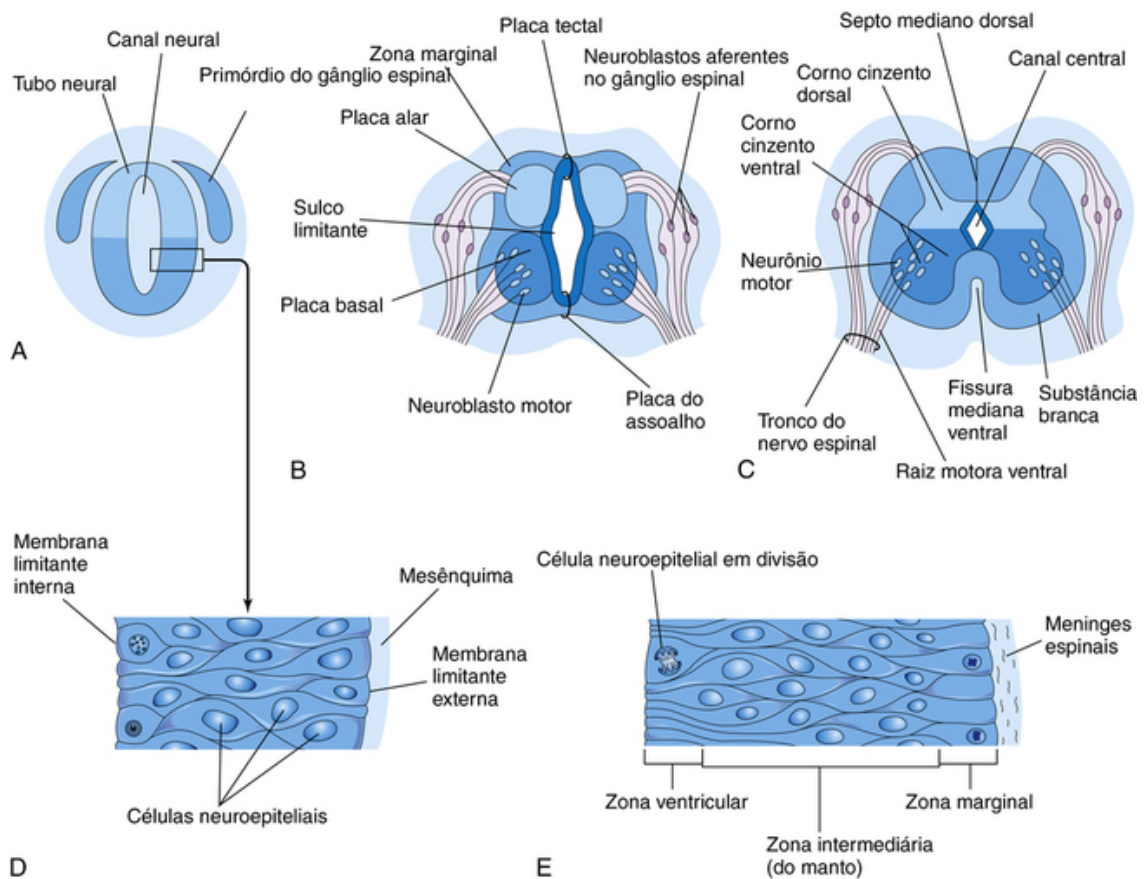 Canal neural
Tubo neural
Primórdio do gânglio espinal
A
Placa tectal
Zona marginal
Neuroblastos aferentes
no gânglio espinal
Placa alar
Sulco
limitante
Placa basal
Neuroblasto motor
Placa do
assoalho
B
Septo mediano dorsal
Corno cinzento
dorsal
Canal central
Corno
cinzento
ventral
Neurônio
motor
Tronco do
nervo espinal
Fissura
mediana
ventral
Substância
branca
Raiz motora ventral
C
Membrana
limitante
interna
Mesênquima
Membrana
limitante
externa
Células neuroepiteliais
D
Célula neuroepitelial em divisão
Meninges
espinais
Zona ventricular
Zona marginal
Zona intermediária
(do manto)
E